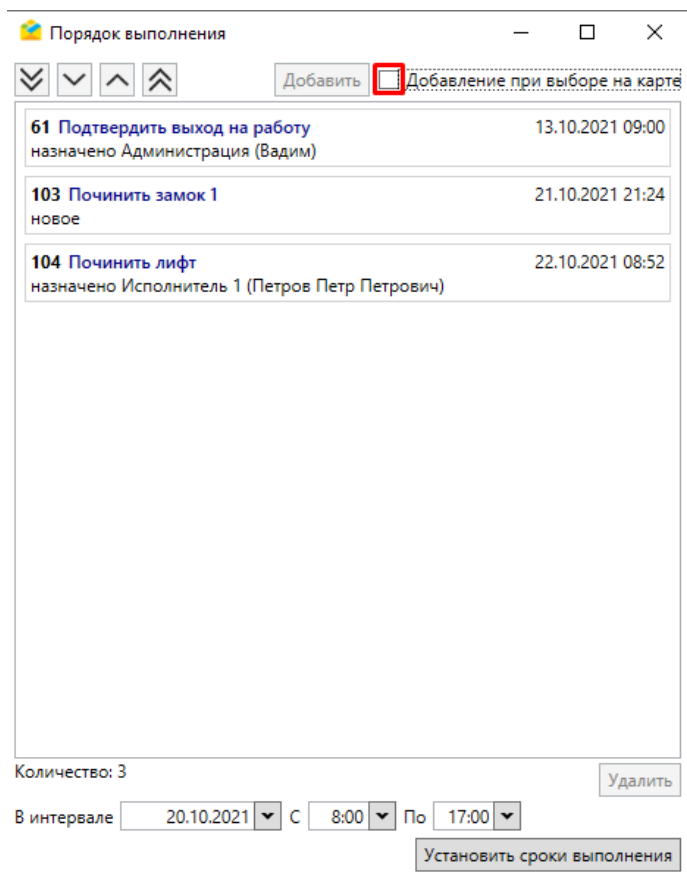 Порядок выполнения
Добавить Добавление при выборе на карте
61 Подтвердить выход на работу 13.10.2021 09:00
назначено Администрация (Вадим)
103 Починить замок 1 21.10.2021 21:24
новое
104 Починить лифт 22.10.2021 08:52
назначено Исполнитель 1 (Петров Петр Петрович)
Количество: 3
Удалить
В интервале 20.10.2021 С 8:00 По 17:00
Установить сроки выполнения